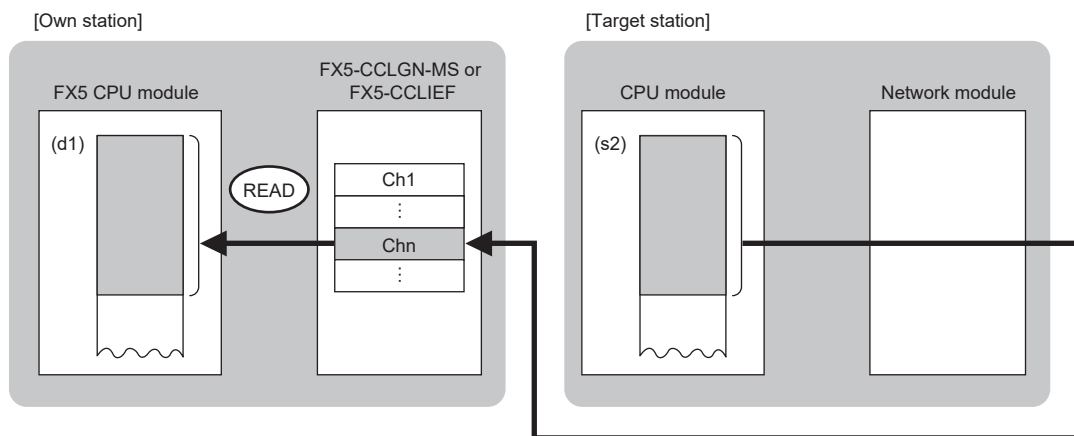 [Own station]
[Target station]
FX5-CCLGN-MS or
FX5-CCLIEF
FX5 CPU module
CPU module
Network module
(d1)
(s2)
READ
Ch1
⋮
Chn
⋮